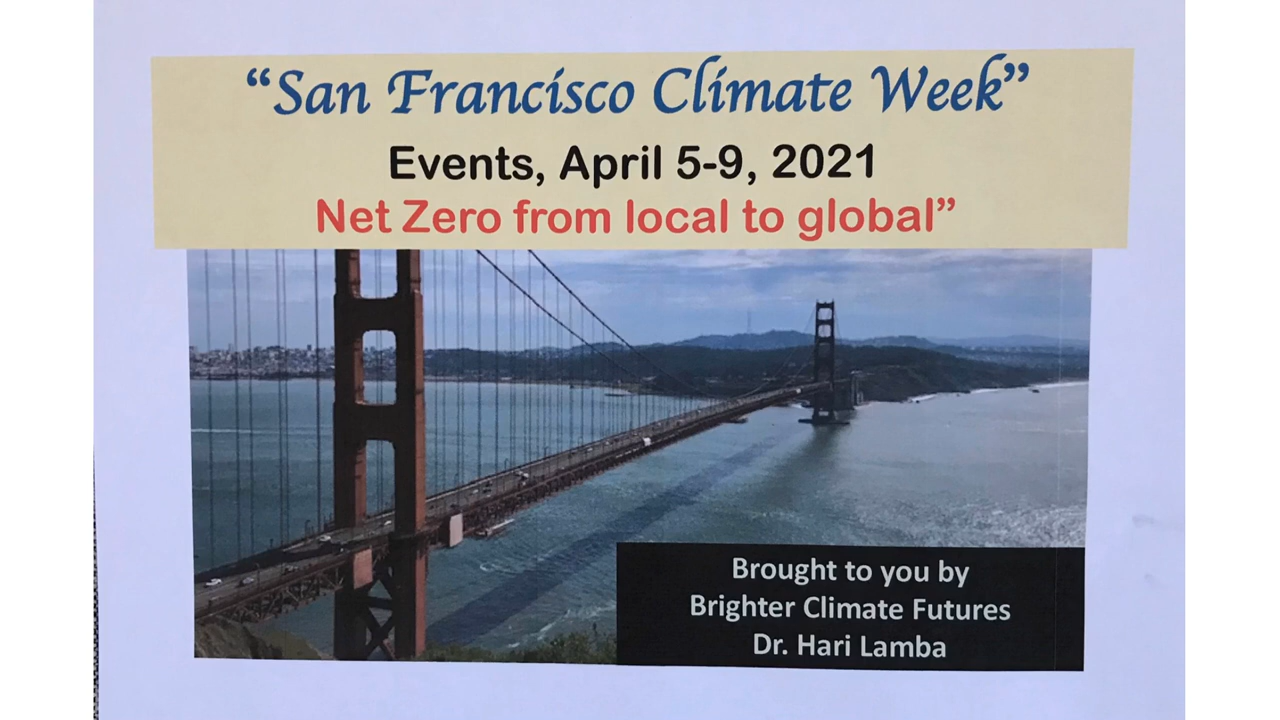 “San Francisco Climate Week”
Events, April 5-9, 2021
Net Zero from local to global”
Brought to you by
Brighter Climate Futures
Dr. Hari Lamba